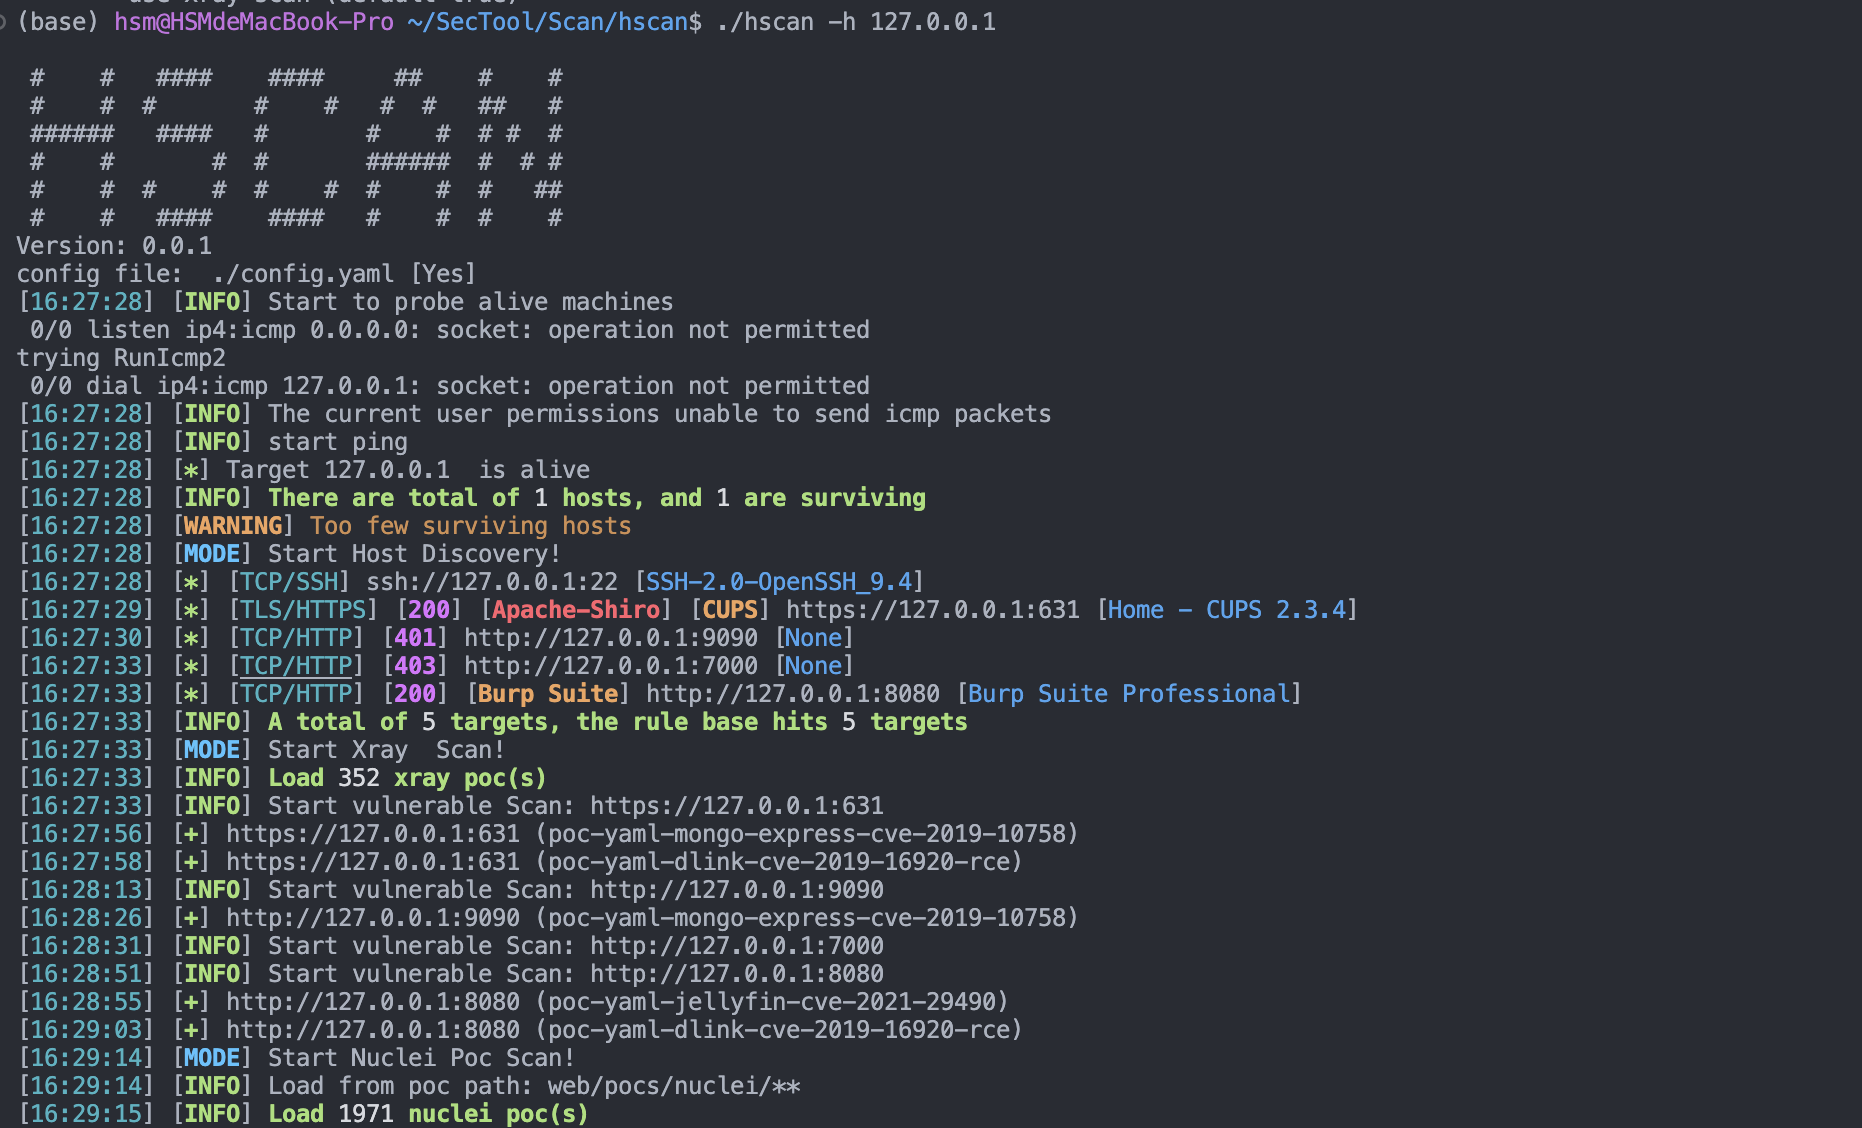 (base) hsm@HSMdeMacBook-Pro ~/SecTool/Scan/hscan$ ./hscan -h 127.0.0.1
 #    #   ####    ####     ##    #    #
 #    #  #       #    #   #  #   ##   #
 ######   ####   #       #    #  # #  #
 #    #       #  #       ######  #  # #
 #    #  #    #  #    #  #    #  #   ##
 #    #   ####    ####   #    #  #    #
Version: 0.0.1
config file:  ./config.yaml [Yes]
[16:27:28] [INFO] Start to probe alive machines
 0/0 listen ip4:icmp 0.0.0.0: socket: operation not permitted
trying RunIcmp2
 0/0 dial ip4:icmp 127.0.0.1: socket: operation not permitted
[16:27:28] [INFO] The current user permissions unable to send icmp packets
[16:27:28] [INFO] start ping
[16:27:28] [*] Target 127.0.0.1  is alive
[16:27:28] [INFO] There are total of 1 hosts, and 1 are surviving
[16:27:28] [WARNING] Too few surviving hosts
[16:27:28] [MODE] Start Host Discovery!
[16:27:28] [*] [TCP/SSH] ssh://127.0.0.1:22 [SSH-2.0-OpenSSH_9.4]
[16:27:29] [*] [TLS/HTTPS] [200] [Apache-Shiro] [CUPS] https://127.0.0.1:631 [Home - CUPS 2.3.4]
[16:27:30] [*] [TCP/HTTP] [401] http://127.0.0.1:9090 [None]
[16:27:33] [*] [TCP/HTTP] [403] http://127.0.0.1:7000 [None]
[16:27:33] [*] [TCP/HTTP] [200] [Burp Suite] http://127.0.0.1:8080 [Burp Suite Professional]
[16:27:33] [INFO] A total of 5 targets, the rule base hits 5 targets
[16:27:33] [MODE] Start Xray  Scan!
[16:27:33] [INFO] Load 352 xray poc(s)
[16:27:33] [INFO] Start vulnerable Scan: https://127.0.0.1:631
[16:27:56] [+] https://127.0.0.1:631 (poc-yaml-mongo-express-cve-2019-10758)
[16:27:58] [+] https://127.0.0.1:631 (poc-yaml-dlink-cve-2019-16920-rce)
[16:28:13] [INFO] Start vulnerable Scan: http://127.0.0.1:9090
[16:28:26] [+] http://127.0.0.1:9090 (poc-yaml-mongo-express-cve-2019-10758)
[16:28:31] [INFO] Start vulnerable Scan: http://127.0.0.1:7000
[16:28:51] [INFO] Start vulnerable Scan: http://127.0.0.1:8080
[16:28:55] [+] http://127.0.0.1:8080 (poc-yaml-jellyfin-cve-2021-29490)
[16:29:03] [+] http://127.0.0.1:8080 (poc-yaml-dlink-cve-2019-16920-rce)
[16:29:14] [MODE] Start Nuclei Poc Scan!
[16:29:14] [INFO] Load from poc path: web/pocs/nuclei/**
[16:29:15] [INFO] Load 1971 nuclei poc(s)